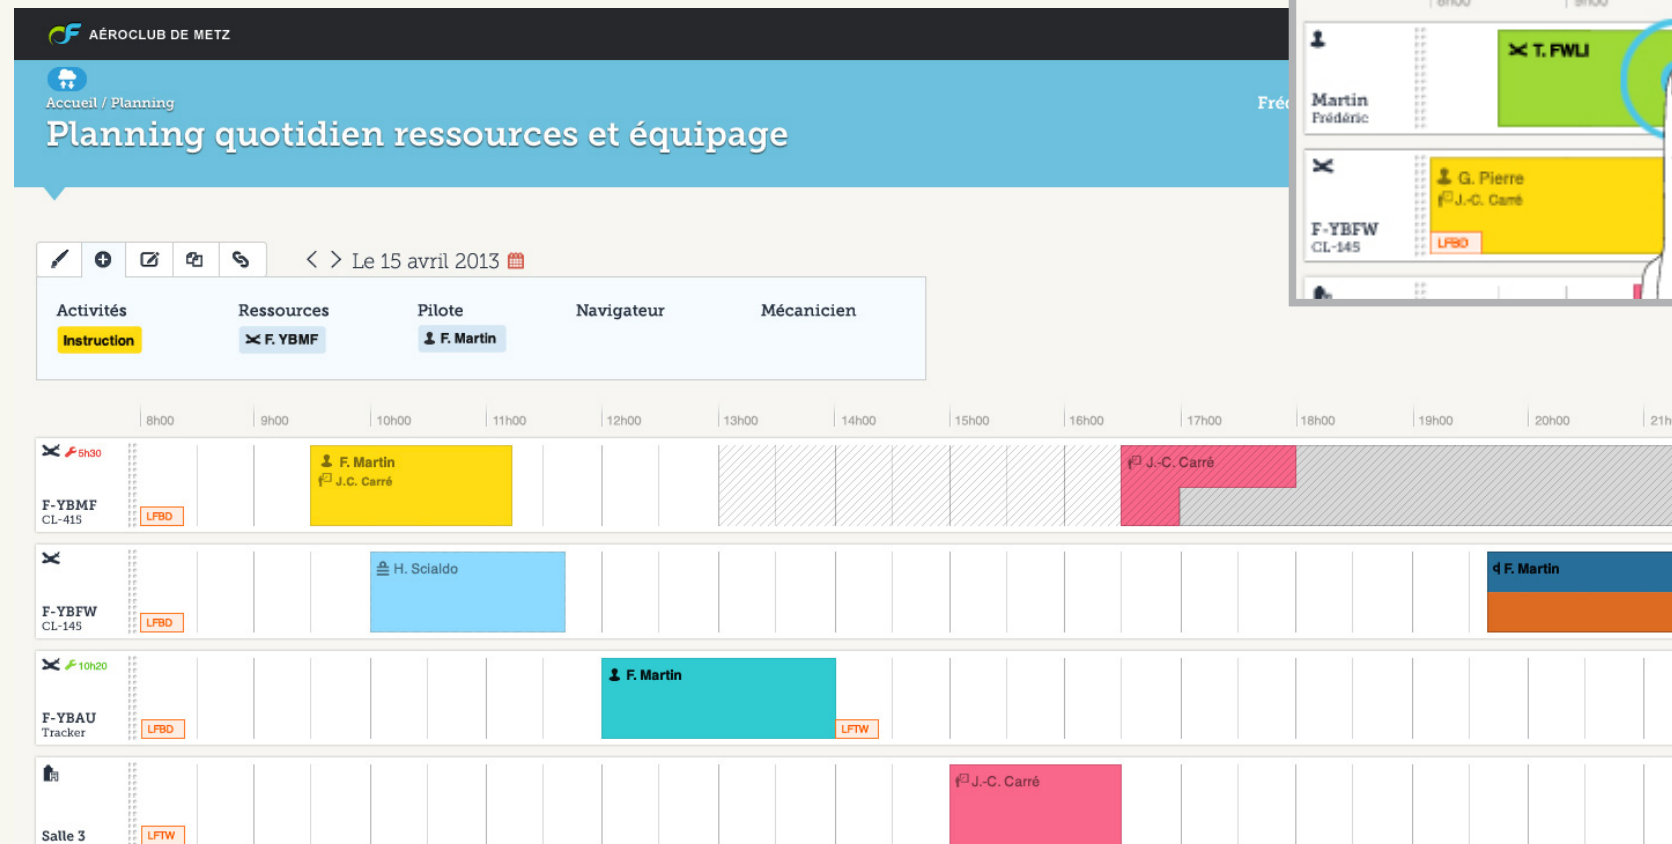 AÉROCLUB DE METZ
Accueil / Planning
Planning quotidien ressources et équipage
8h00 9h00
T. FWLI
Martin
Frédéric
G. Pierre
J.-C. Carré
F-YBFW
CL-145
LFBD
Le 15 avril 2013
Activités Ressources Pilote Navigateur Mécanicien
Instruction F. YBMF F. Martin
8h00 9h00 10h00 11h00 12h00 13h00 14h00 15h00 16h00 17h00 18h00 19h00 20h00
5h30
F-YBMF
CL-415
LFBD
F. Martin
J.C. Carré
J.-C. Carré
F-YBFW
CL-145
LFBD
H. Scialdo
F. Martin
10h20
F-YBAU
Tracker
LFBD
F. Martin
LFTW
Salle 3
LFTW
J.-C. Carré